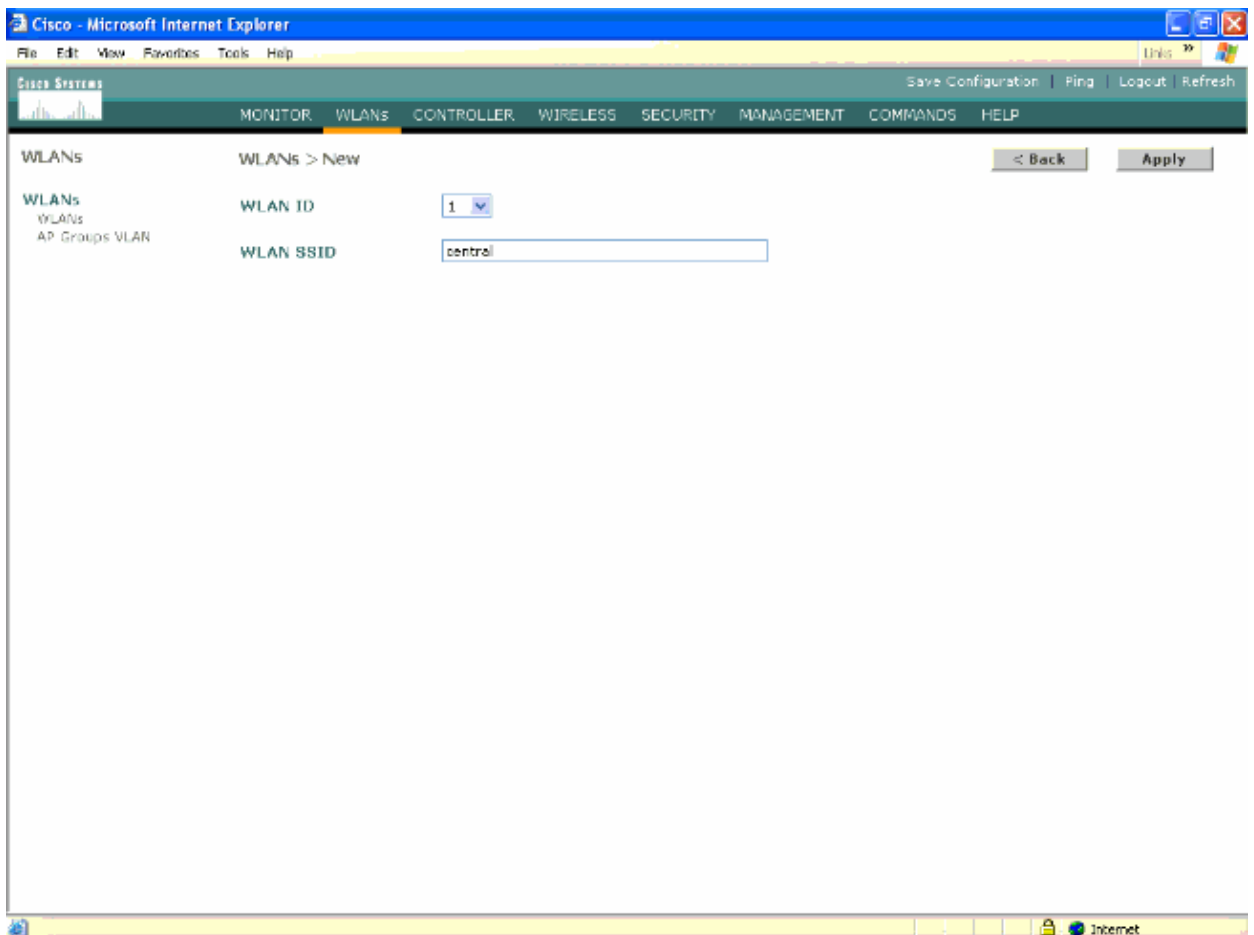 Cisco - Microsoft Internet Explorer
File Edit View Favorites Tools Help Links »
Cisco Systems
Save Configuration | Ping | Logout | Refresh
MONITOR WLANs CONTROLLER WIRELESS SECURITY MANAGEMENT COMMANDS HELP
WLANs
WLANs > New
< Back Apply
WLANs
WLANs
AP Groups VLAN
WLAN ID 1
WLAN SSID central
Internet